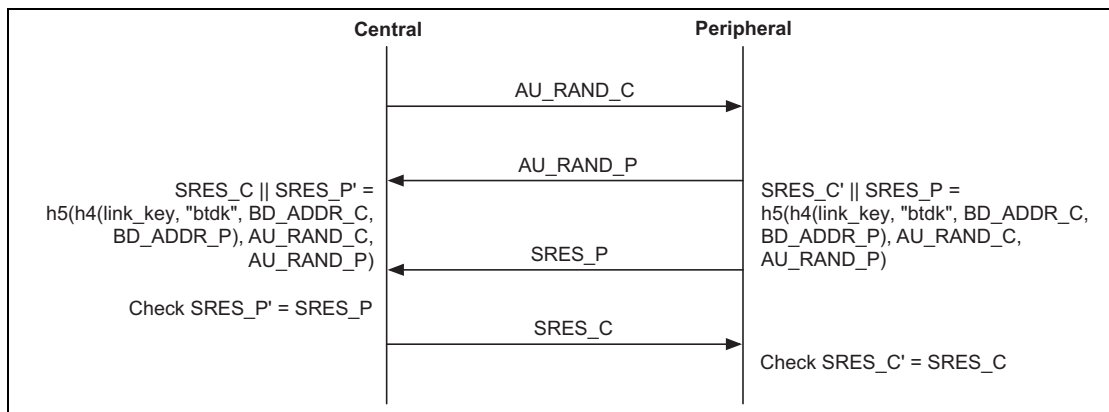 Central
Peripheral
AU_RAND_C
AU_RAND_P
SRES_C || SRES_P' =
h5(h4(link_key, "btdk", BD_ADDR_C,
BD_ADDR_P), AU_RAND_C,
AU_RAND_P)
SRES_C' || SRES_P =
h5(h4(link_key, "btdk", BD_ADDR_C,
BD_ADDR_P), AU_RAND_C,
AU_RAND_P)
SRES_P
Check SRES_P' = SRES_P
SRES_C
Check SRES_C' = SRES_C